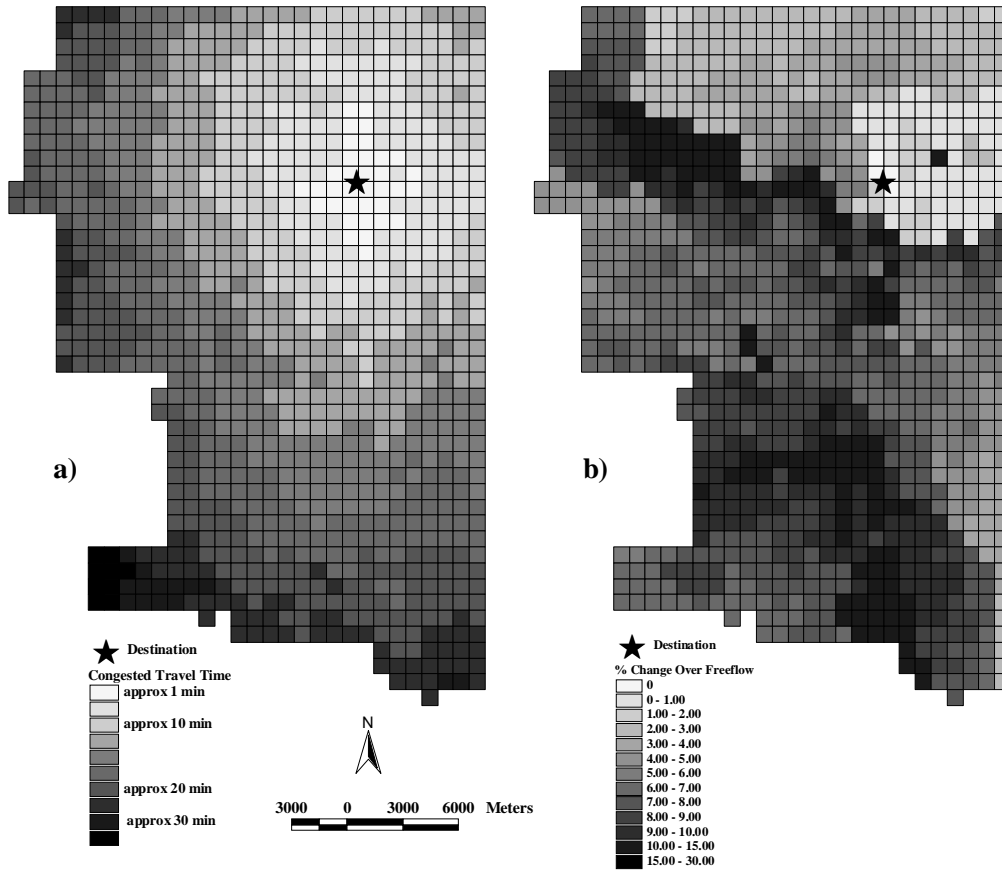 a)
Destination
Congested Travel Time
approx 1 min
approx 10 min
approx 20 min
approx 30 min
N
3000 0 3000 6000 Meters
b)
Destination
% Change Over Freeflow
0
0 - 1.00
1.00 - 2.00
2.00 - 3.00
3.00 - 4.00
4.00 - 5.00
5.00 - 6.00
6.00 - 7.00
7.00 - 8.00
8.00 - 9.00
9.00 - 10.00
10.00 - 15.00
15.00 - 30.00